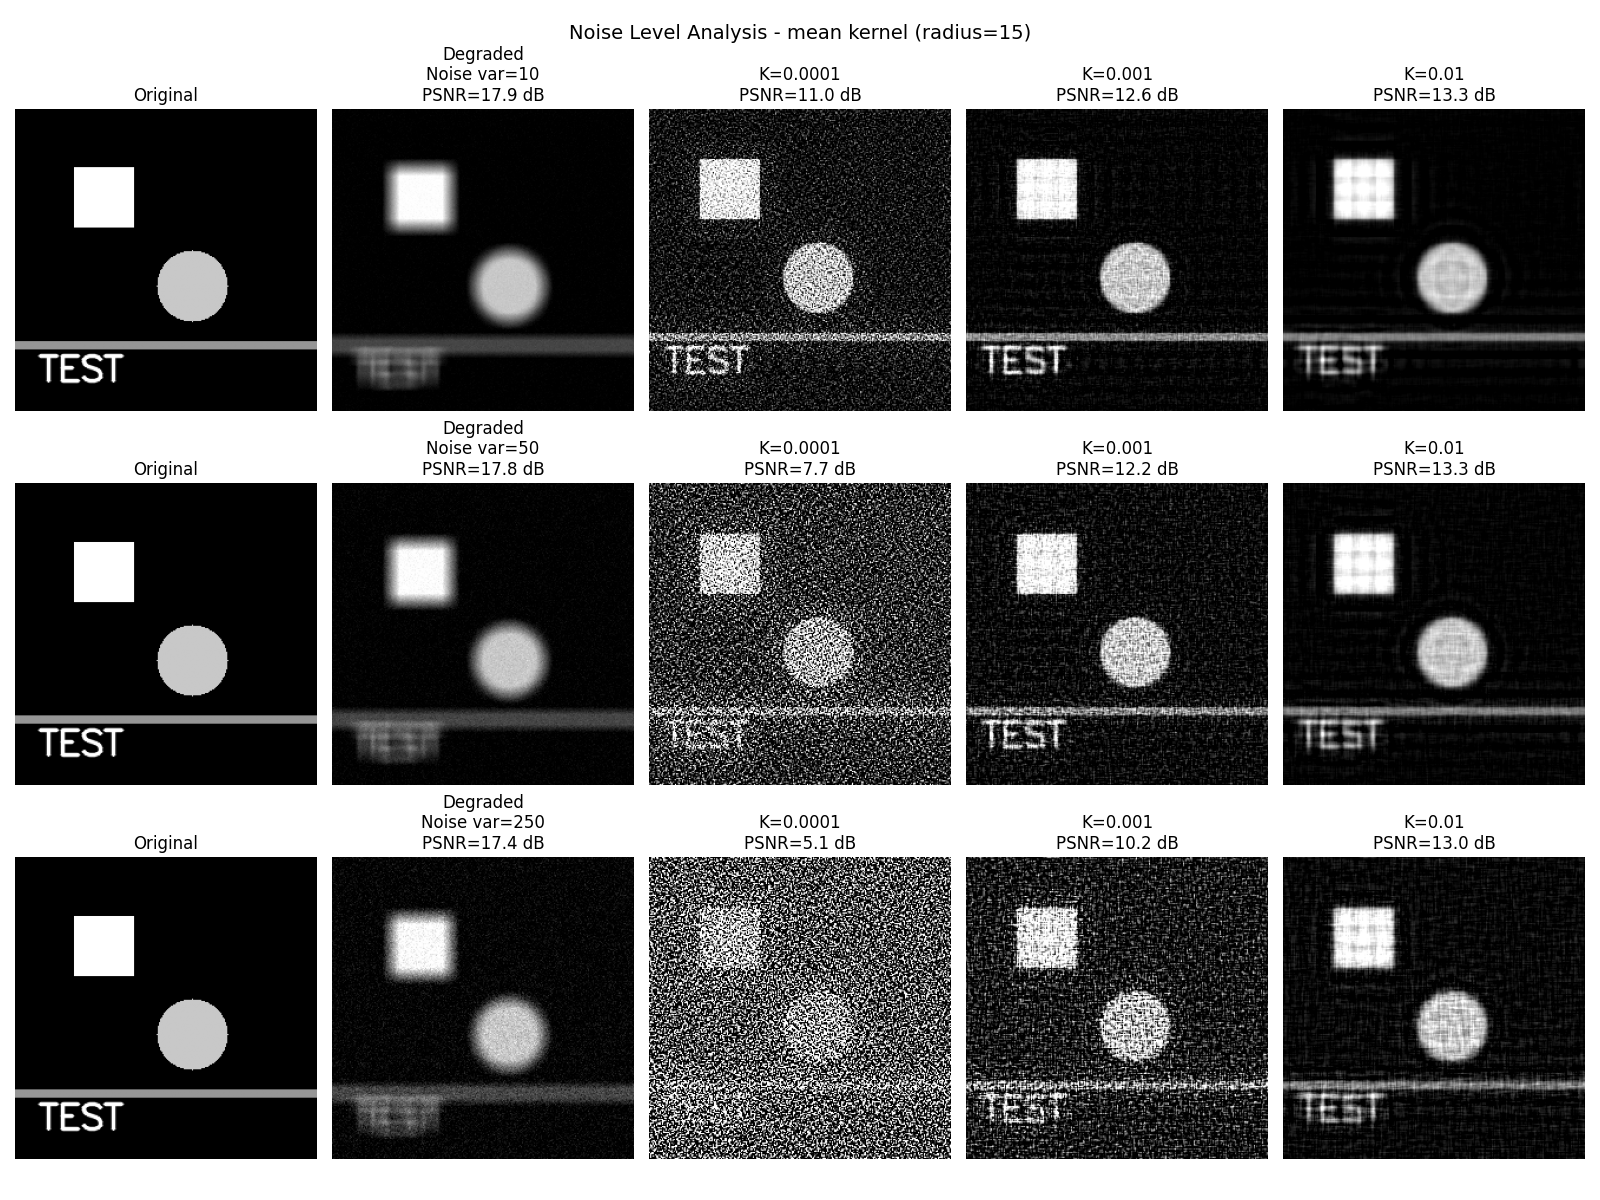 Noise Level Analysis - mean kernel (radius=15)
Original
Degraded
Noise var=10
PSNR=17.9 dB
K=0.0001
PSNR=11.0 dB
K=0.001
PSNR=12.6 dB
K=0.01
PSNR=13.3 dB
TEST
TEST
TEST
TEST
Original
Degraded
Noise var=50
PSNR=17.8 dB
K=0.0001
PSNR=7.7 dB
K=0.001
PSNR=12.2 dB
K=0.01
PSNR=13.3 dB
TEST
TEST
TEST
TEST
Original
Degraded
Noise var=250
PSNR=17.4 dB
K=0.0001
PSNR=5.1 dB
K=0.001
PSNR=10.2 dB
K=0.01
PSNR=13.0 dB
TEST
TEST
TEST